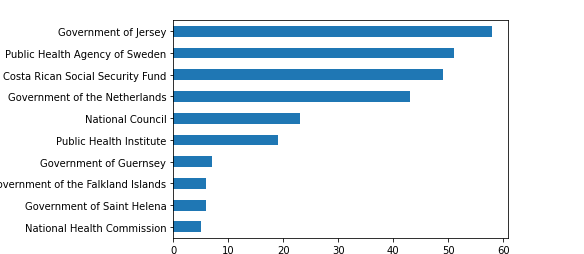 Government of Jersey
Public Health Agency of Sweden
Costa Rican Social Security Fund
Government of the Netherlands
National Council
Public Health Institute
Government of Guernsey
overnment of the Falkland Islands
Government of Saint Helena
National Health Commission
0 10 20 30 40 50 60